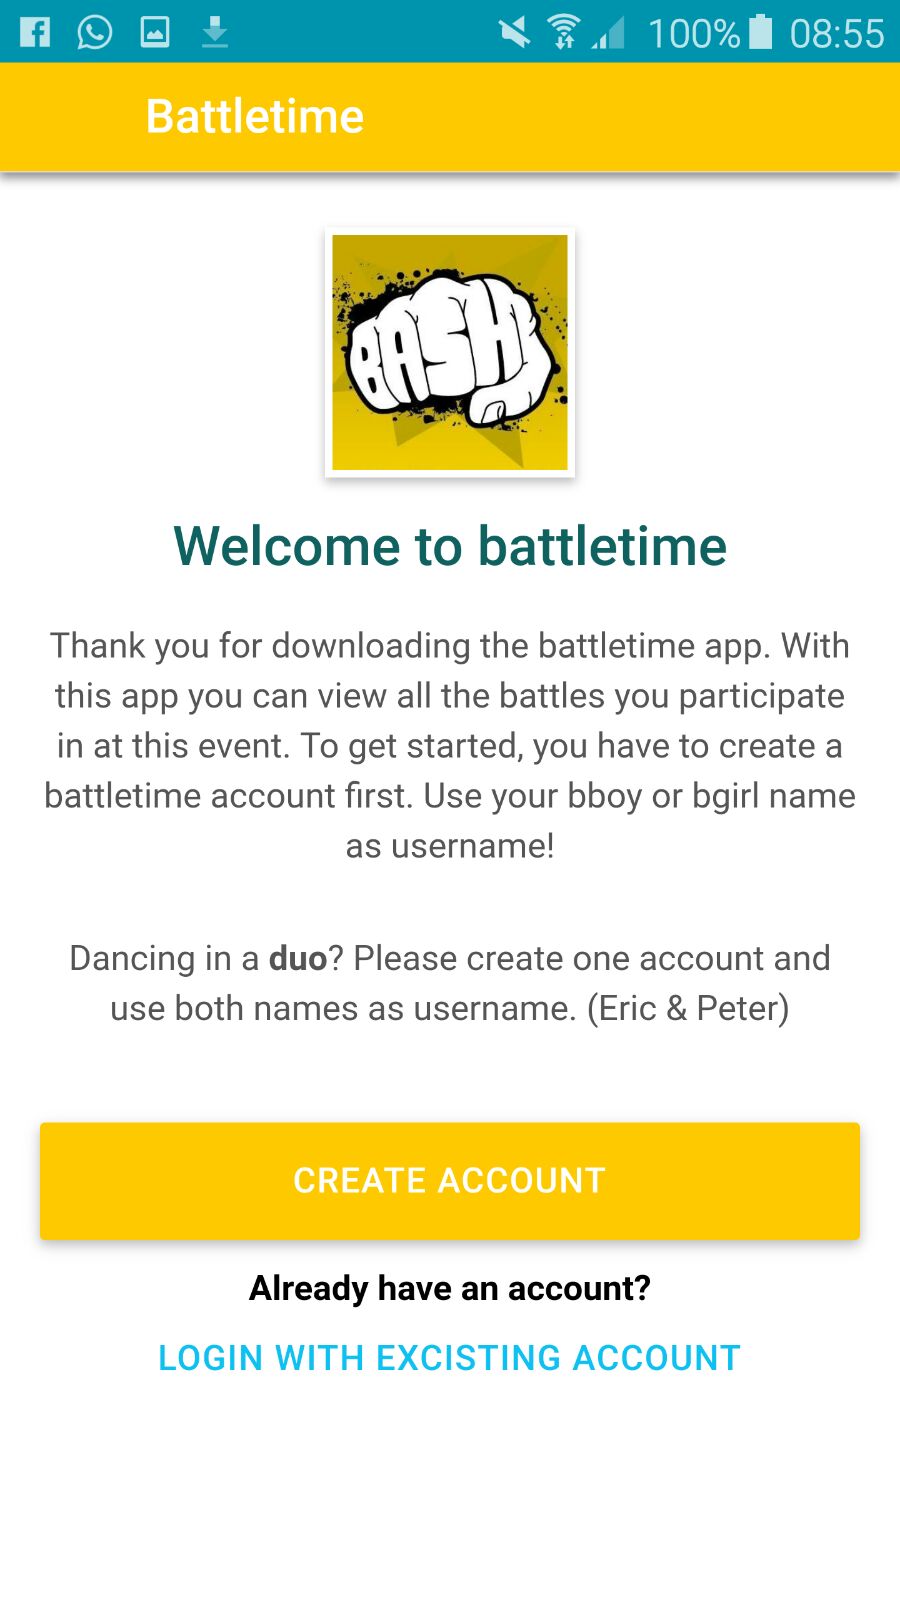 100% 08:55
Battletime
BASH!
Welcome to battletime
Thank you for downloading the battletime app. With
this app you can view all the battles you participate
in at this event. To get started, you have to create a
battletime account first. Use your bboy or bgirl name
as username!
Dancing in a duo? Please create one account and
use both names as username. (Eric & Peter)
CREATE ACCOUNT
Already have an account?
LOGIN WITH EXCISTING ACCOUNT